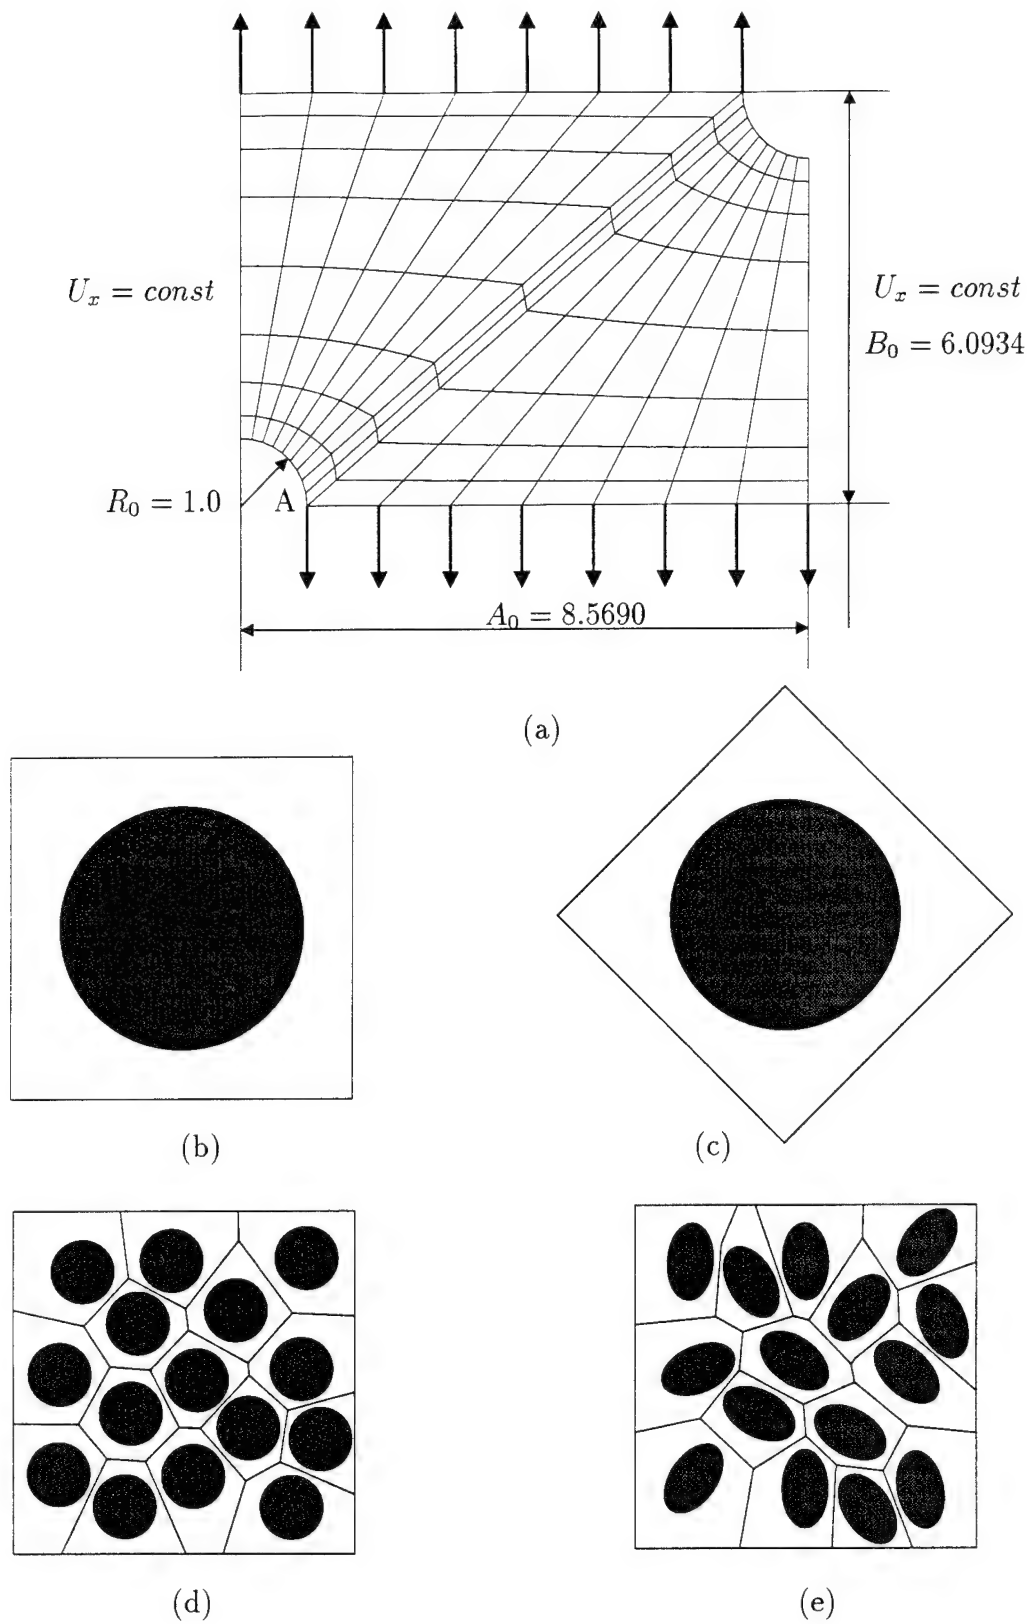 $U_x = const$
$U_x = const$
$B_0 = 6.0934$
$R_0 = 1.0$
A
$A_0 = 8.5690$
(a)
(b)
(c)
(d)
(e)